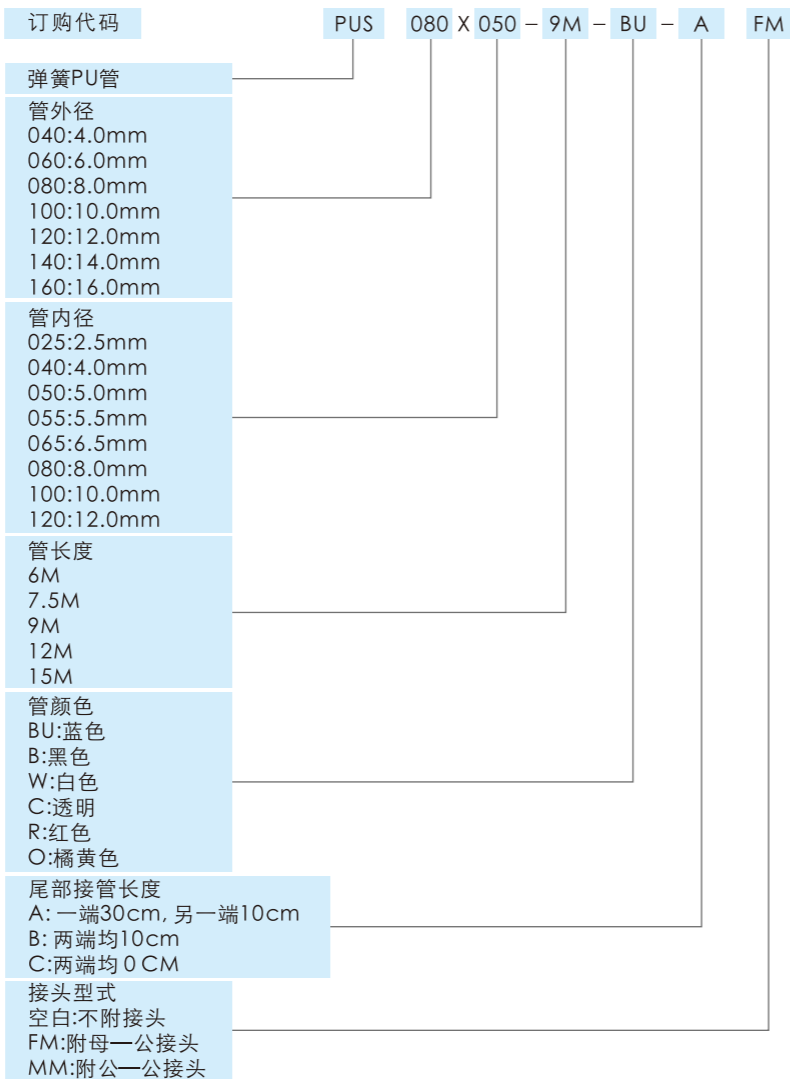 订购代码 PUS 080 X 050 – 9M – BU – A FM
弹簧PU管
管外径
040:4.0mm
060:6.0mm
080:8.0mm
100:10.0mm
120:12.0mm
140:14.0mm
160:16.0mm
管内径
025:2.5mm
040:4.0mm
050:5.0mm
055:5.5mm
065:6.5mm
080:8.0mm
100:10.0mm
120:12.0mm
管长度
6M
7.5M
9M
12M
15M
管颜色
BU:蓝色
B:黑色
W:白色
C:透明
R:红色
O:橘黄色
尾部接管长度
A: 一端30cm, 另一端10cm
B: 两端均10cm
C:两端均 0 CM
接头型式
空白:不附接头
FM:附母—公接头
MM:附公—公接头